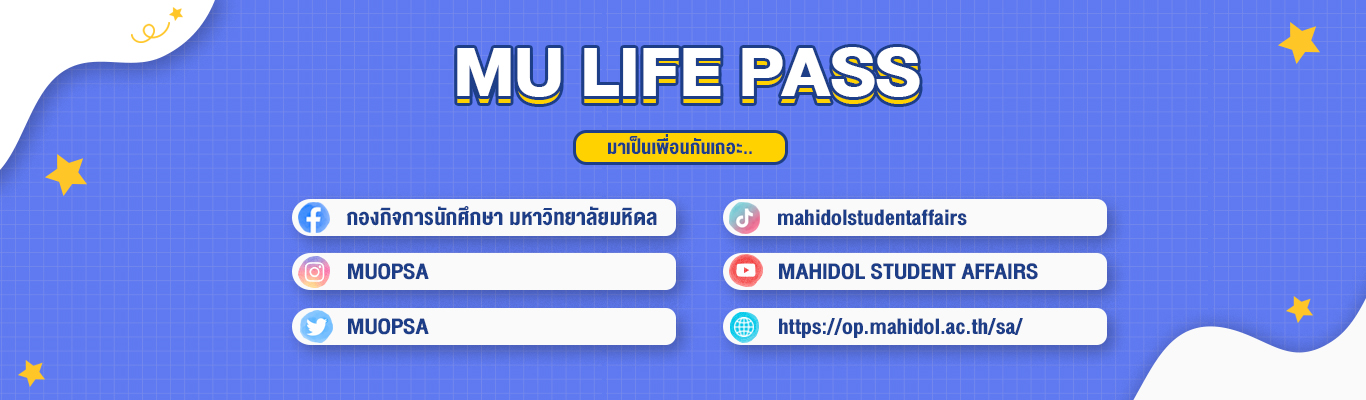 MU LIFE PASS
มาเป็นเพื่อนกันเถอะ..
กองกิจการนักศึกษา มหาวิทยาลัยมหิดล
MUOPSA
MUOPSA
mahidolstudentaffairs
MAHIDOL STUDENT AFFAIRS
https://op.mahidol.ac.th/sa/